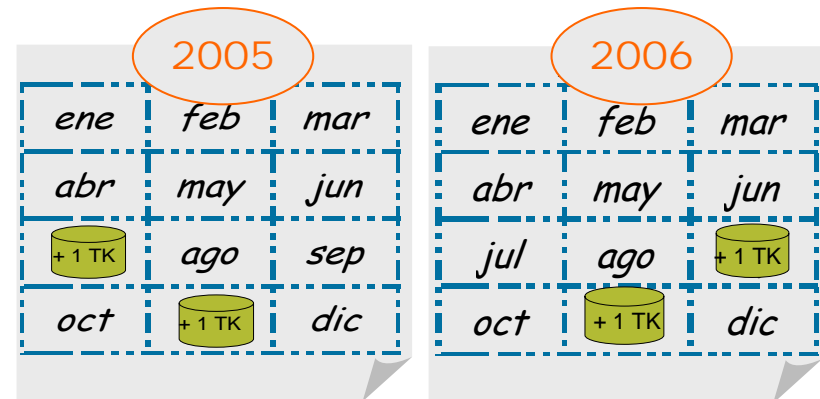 2005
ene feb mar
abr may jun
+ 1 TK ago sep
oct + 1 TK dic
2006
ene feb mar
abr may jun
jul ago + 1 TK
oct + 1 TK dic